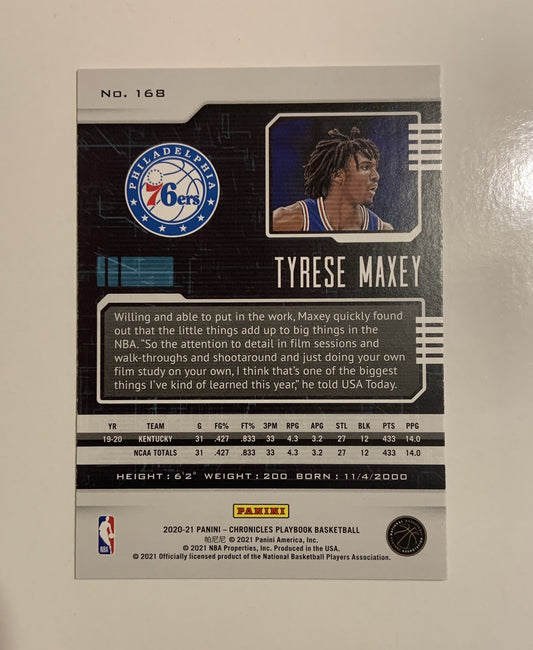 No. 168
PHILADELPHIA
76ers
TYRESE MAXEY
Willing and able to put in the work, Maxey quickly found
out that the little things add up to big things in the
NBA. “So the attention to detail in film sessions and
walk-throughs and shootaround and just doing your own
film study on your own, I think that’s one of the biggest
things I’ve kind of learned this year,” he told USA Today.
YR TEAM G FG% FT% 3PM RPG APG STL BLK PTS PPG
19-20 KENTUCKY 31 .427 .833 33 4.3 3.2 27 12 433 14.0
NCAA TOTALS 31 .427 .833 33 4.3 3.2 27 12 433 14.0
HEIGHT: 6'2" WEIGHT: 200 BORN: 11/4/2000
PANINI
2020-21 PANINI – CHRONICLES PLAYBOOK BASKETBALL
帕尼尼 © 2021 Panini America, Inc.
© 2021 NBA Properties, Inc. Produced in the USA.
© 2021 Officially licensed product of the National Basketball Players Association.
NBA